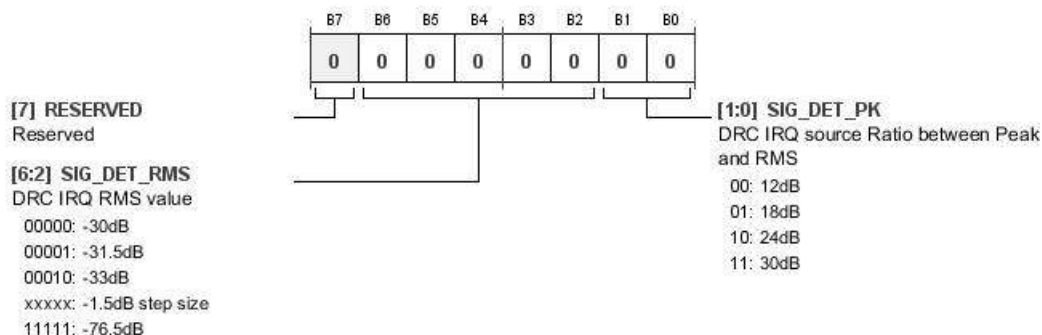 B7 B6 B5 B4 B3 B2 B1 B0
0 0 0 0 0 0 0 0
[7] RESERVED
Reserved
[6:2] SIG_DET_RMS
DRC IRQ RMS value
00000: -30dB
00001: -31.5dB
00010: -33dB
xxxxx: -1.5dB step size
11111: -76.5dB
[1:0] SIG_DET_PK
DRC IRQ source Ratio between Peak
and RMS
00: 12dB
01: 18dB
10: 24dB
11: 30dB